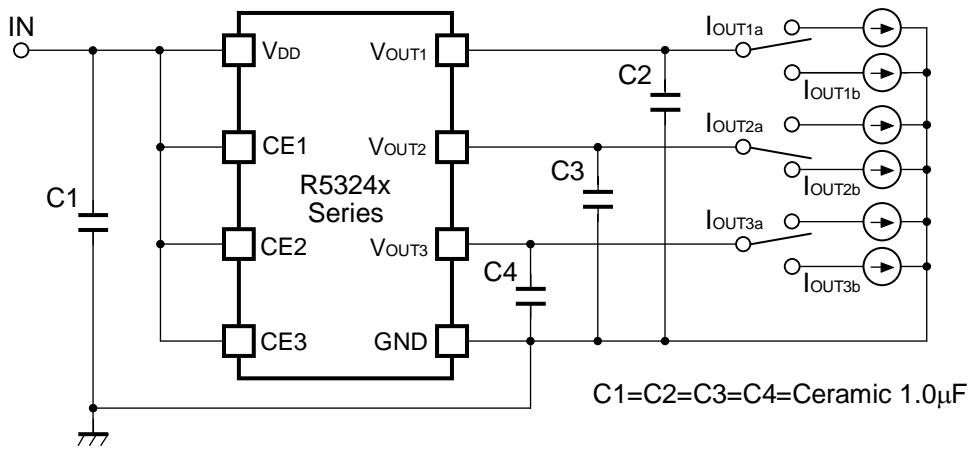 IN
C1
VDD
CE1
CE2
CE3
R5324x
Series
VOUT1
VOUT2
VOUT3
GND
C2
C3
C4
IOUT1a
IOUT1b
IOUT2a
IOUT2b
IOUT3a
IOUT3b
C1=C2=C3=C4=Ceramic 1.0μF